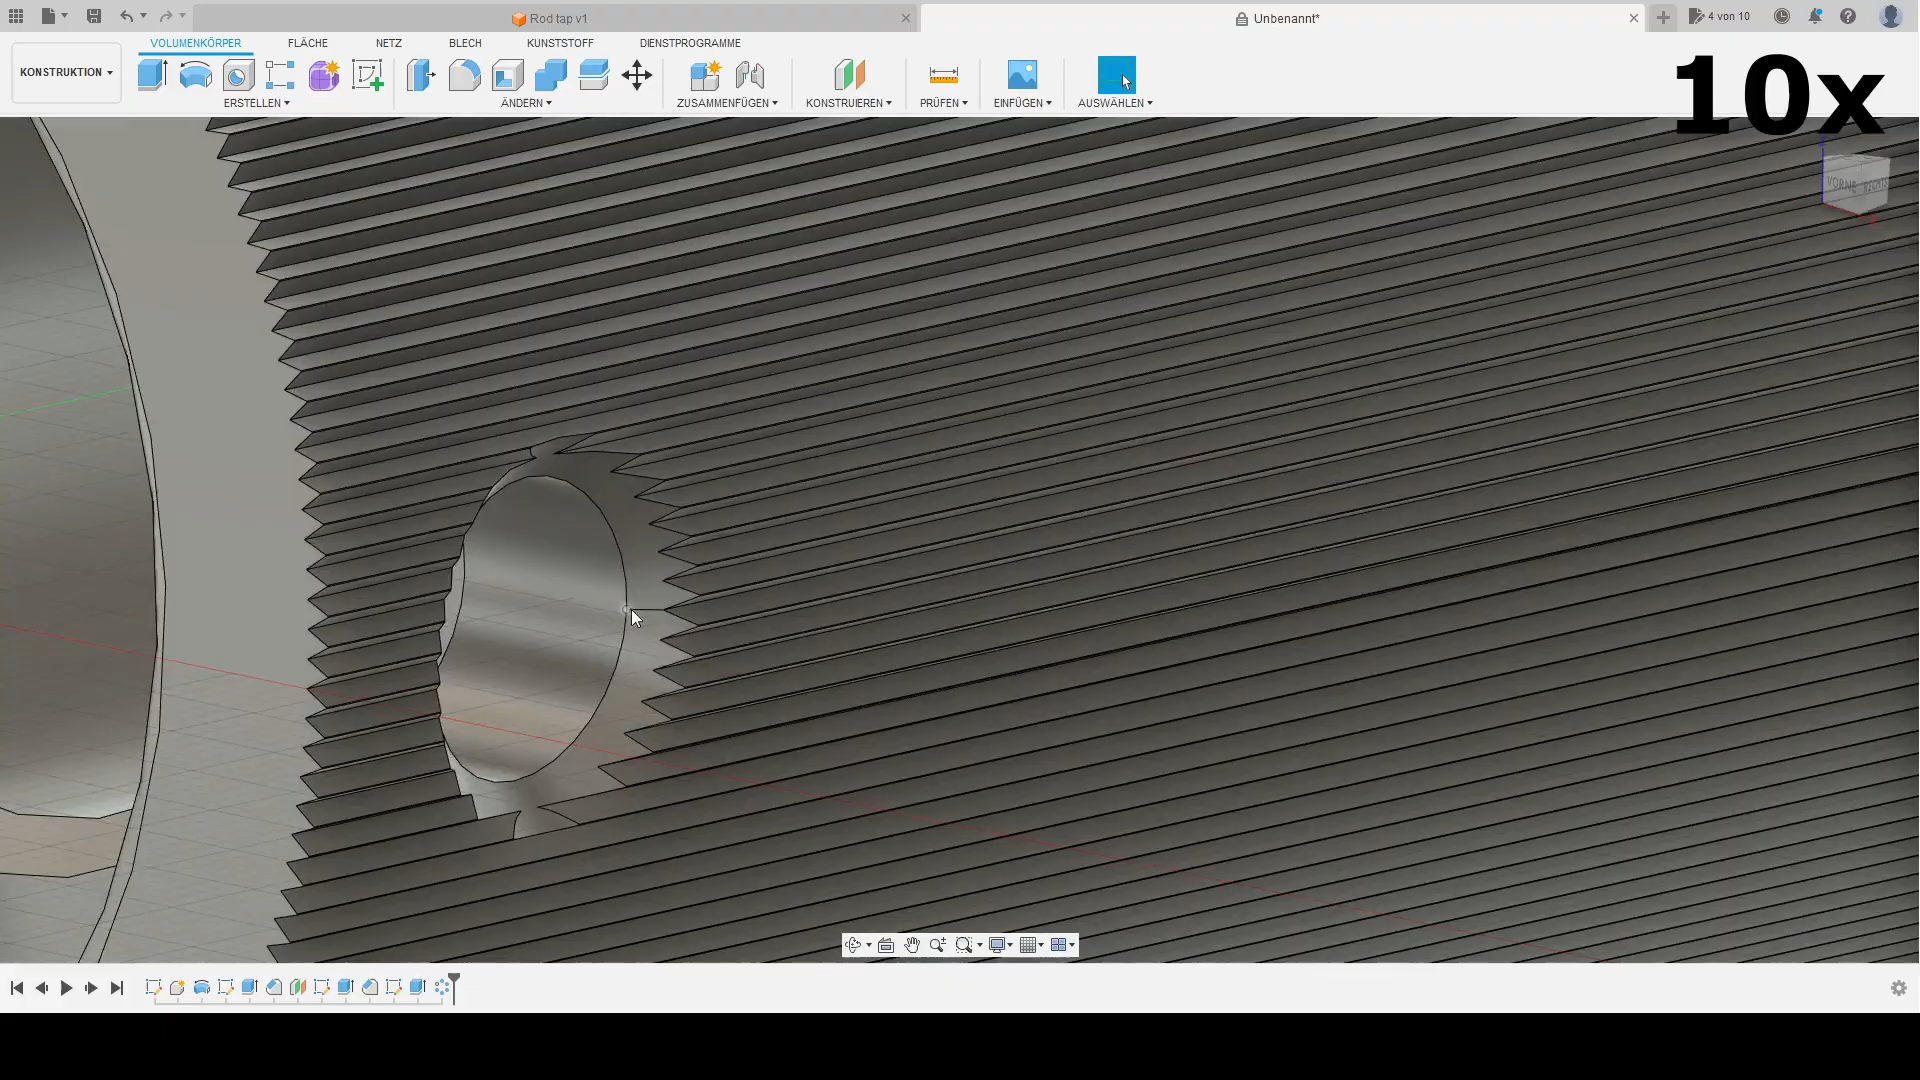 Rod tap v1
Unbenannt*
4 von 10
VOLUMENKÖRPER
FLÄCHE
NETZ
BLECH
KUNSTSTOFF
DIENSTPROGRAMME
KONSTRUKTION
ERSTELLEN
ÄNDERN
ZUSAMMENFÜGEN
KONSTRUIEREN
PRÜFEN
EINFÜGEN
AUSWÄHLEN
10x
VORNE